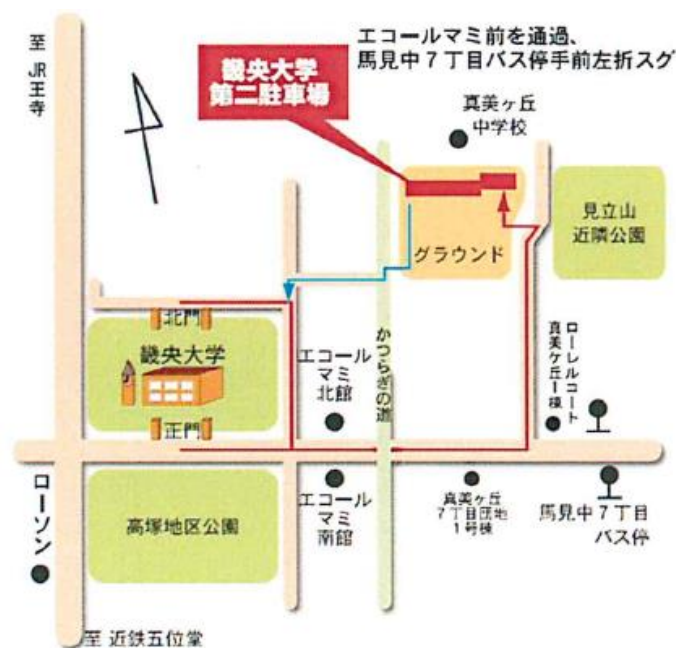 至
JR王寺
エコールマミ前を通過、
馬見中7丁目バス停手前左折スグ
畿央大学
第二駐車場
真美ヶ丘
中学校
見立山
近隣公園
グラウンド
北門
畿央大学
正門
エコール
マミ
北館
かつらぎの道
ローレルコート
真美ケ丘1棟
ローソン
高塚地区公園
エコール
マミ
南館
真美ヶ丘
7丁目団地
1号棟
馬見中7丁目
バス停
至 近鉄五位堂